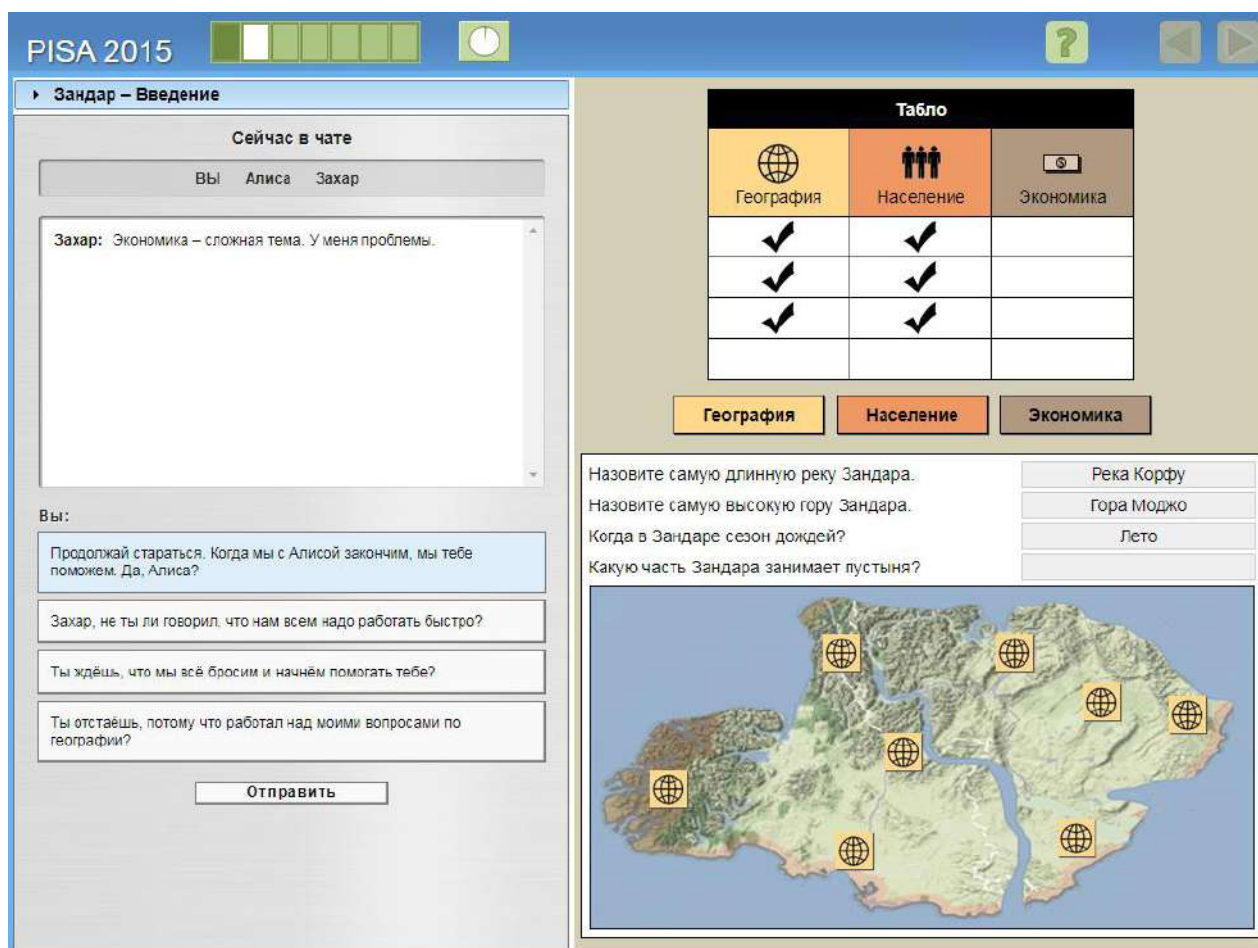 PISA 2015
?
Зандар – Введение
Сейчас в чате
ВЫ Алиса Захар
Захар: Экономика – сложная тема. У меня проблемы.
Вы:
Продолжай стараться. Когда мы с Алисой закончим, мы тебе
поможем. Да, Алиса?
Захар, не ты ли говорил, что нам всем надо работать быстро?
Ты ждёшь, что мы всё бросим и начнём помогать тебе?
Ты отстаёшь, потому что работал над моими вопросами по
географии?
Отправить
Табло
География Население Экономика
География Население Экономика
Назовите самую длинную реку Зандара. Река Корфу
Назовите самую высокую гору Зандара. Гора Моджо
Когда в Зандаре сезон дождей? Лето
Какую часть Зандара занимает пустыня?